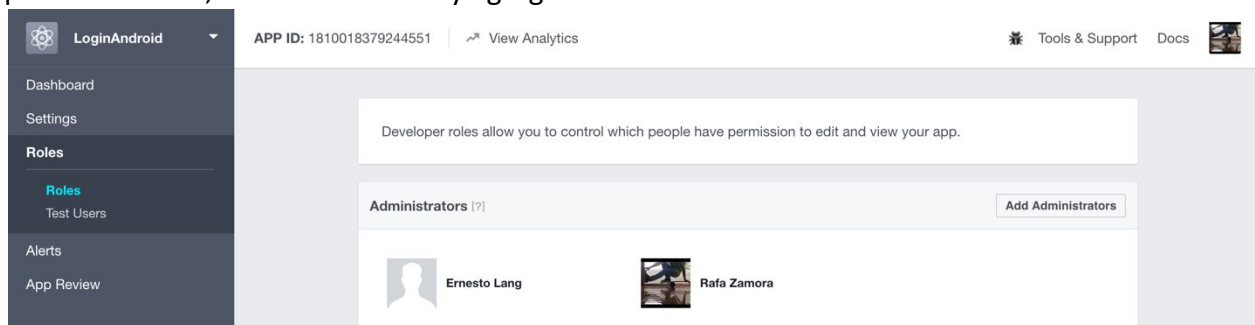 LoginAndroid
APP ID: 1810018379244551
View Analytics
Tools & Support
Docs
Dashboard
Settings
Roles
Roles
Test Users
Alerts
App Review
Developer roles allow you to control which people have permission to edit and view your app.
Administrators [?]
Add Administrators
Ernesto Lang
Rafa Zamora